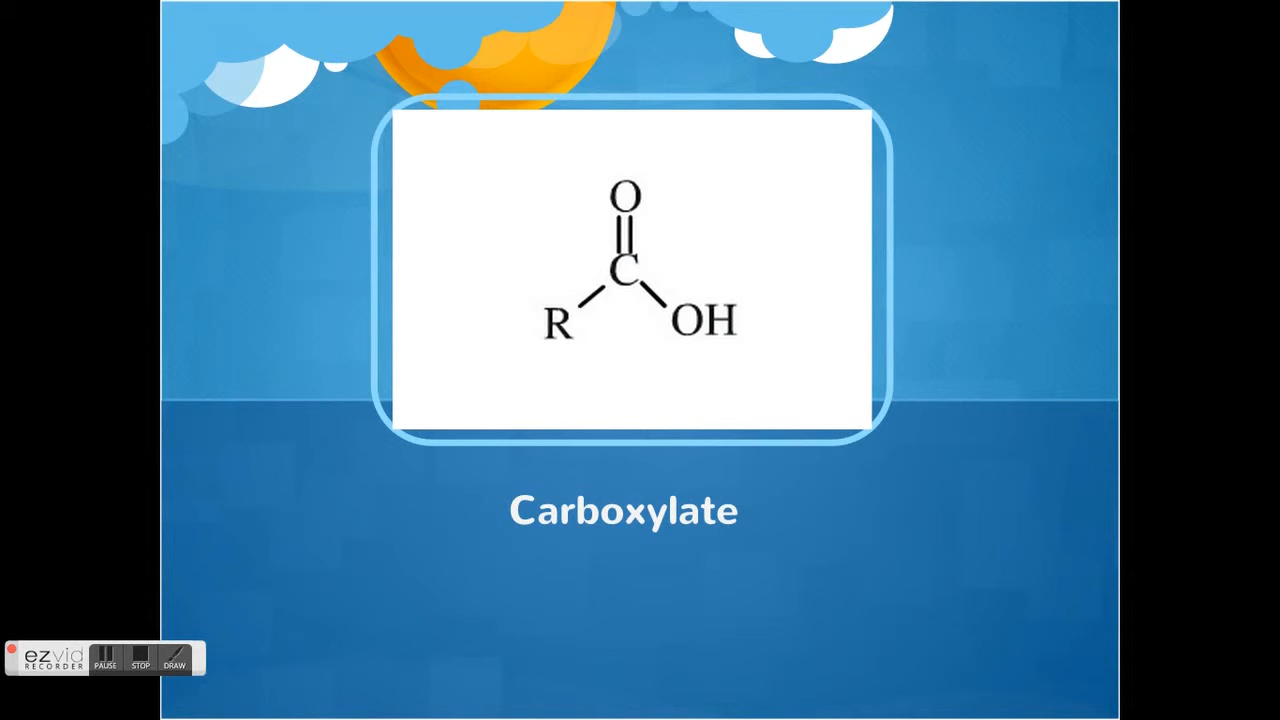 O
C
R OH
Carboxylate
ezvid
RECORDER
PAUSE STOP DRAW